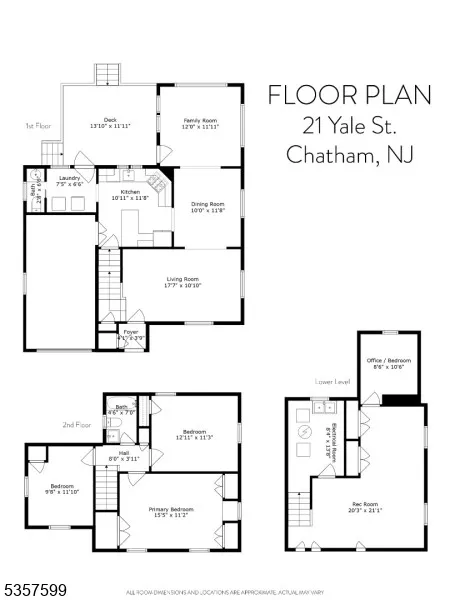 FLOOR PLAN
21 Yale St.
Chatham, NJ
1st Floor
Deck
13'10" x 11'11"
Family Room
12'0" x 11'11"
Laundry
7'5" x 6'6"
Bath
Kitchen
10'11" x 11'8"
Dining Room
10'0" x 11'8"
Living Room
17'7" x 10'10"
Foyer
4'1" x 3'9"
2nd Floor
Bath
6'6" x 7'0"
Bedroom
12'11" x 11'3"
Hall
8'0" x 3'11"
Bedroom
9'8" x 11'10"
Primary Bedroom
15'5" x 11'2"
Lower Level
Office / Bedroom
8'6" x 10'6"
Electrical Room
8'4" x 13'8"
Rec Room
20'3" x 21'1"
ALL ROOM DIMENSIONS AND LOCATIONS ARE APPROXIMATE. ACTUAL MAY VARY
5357599